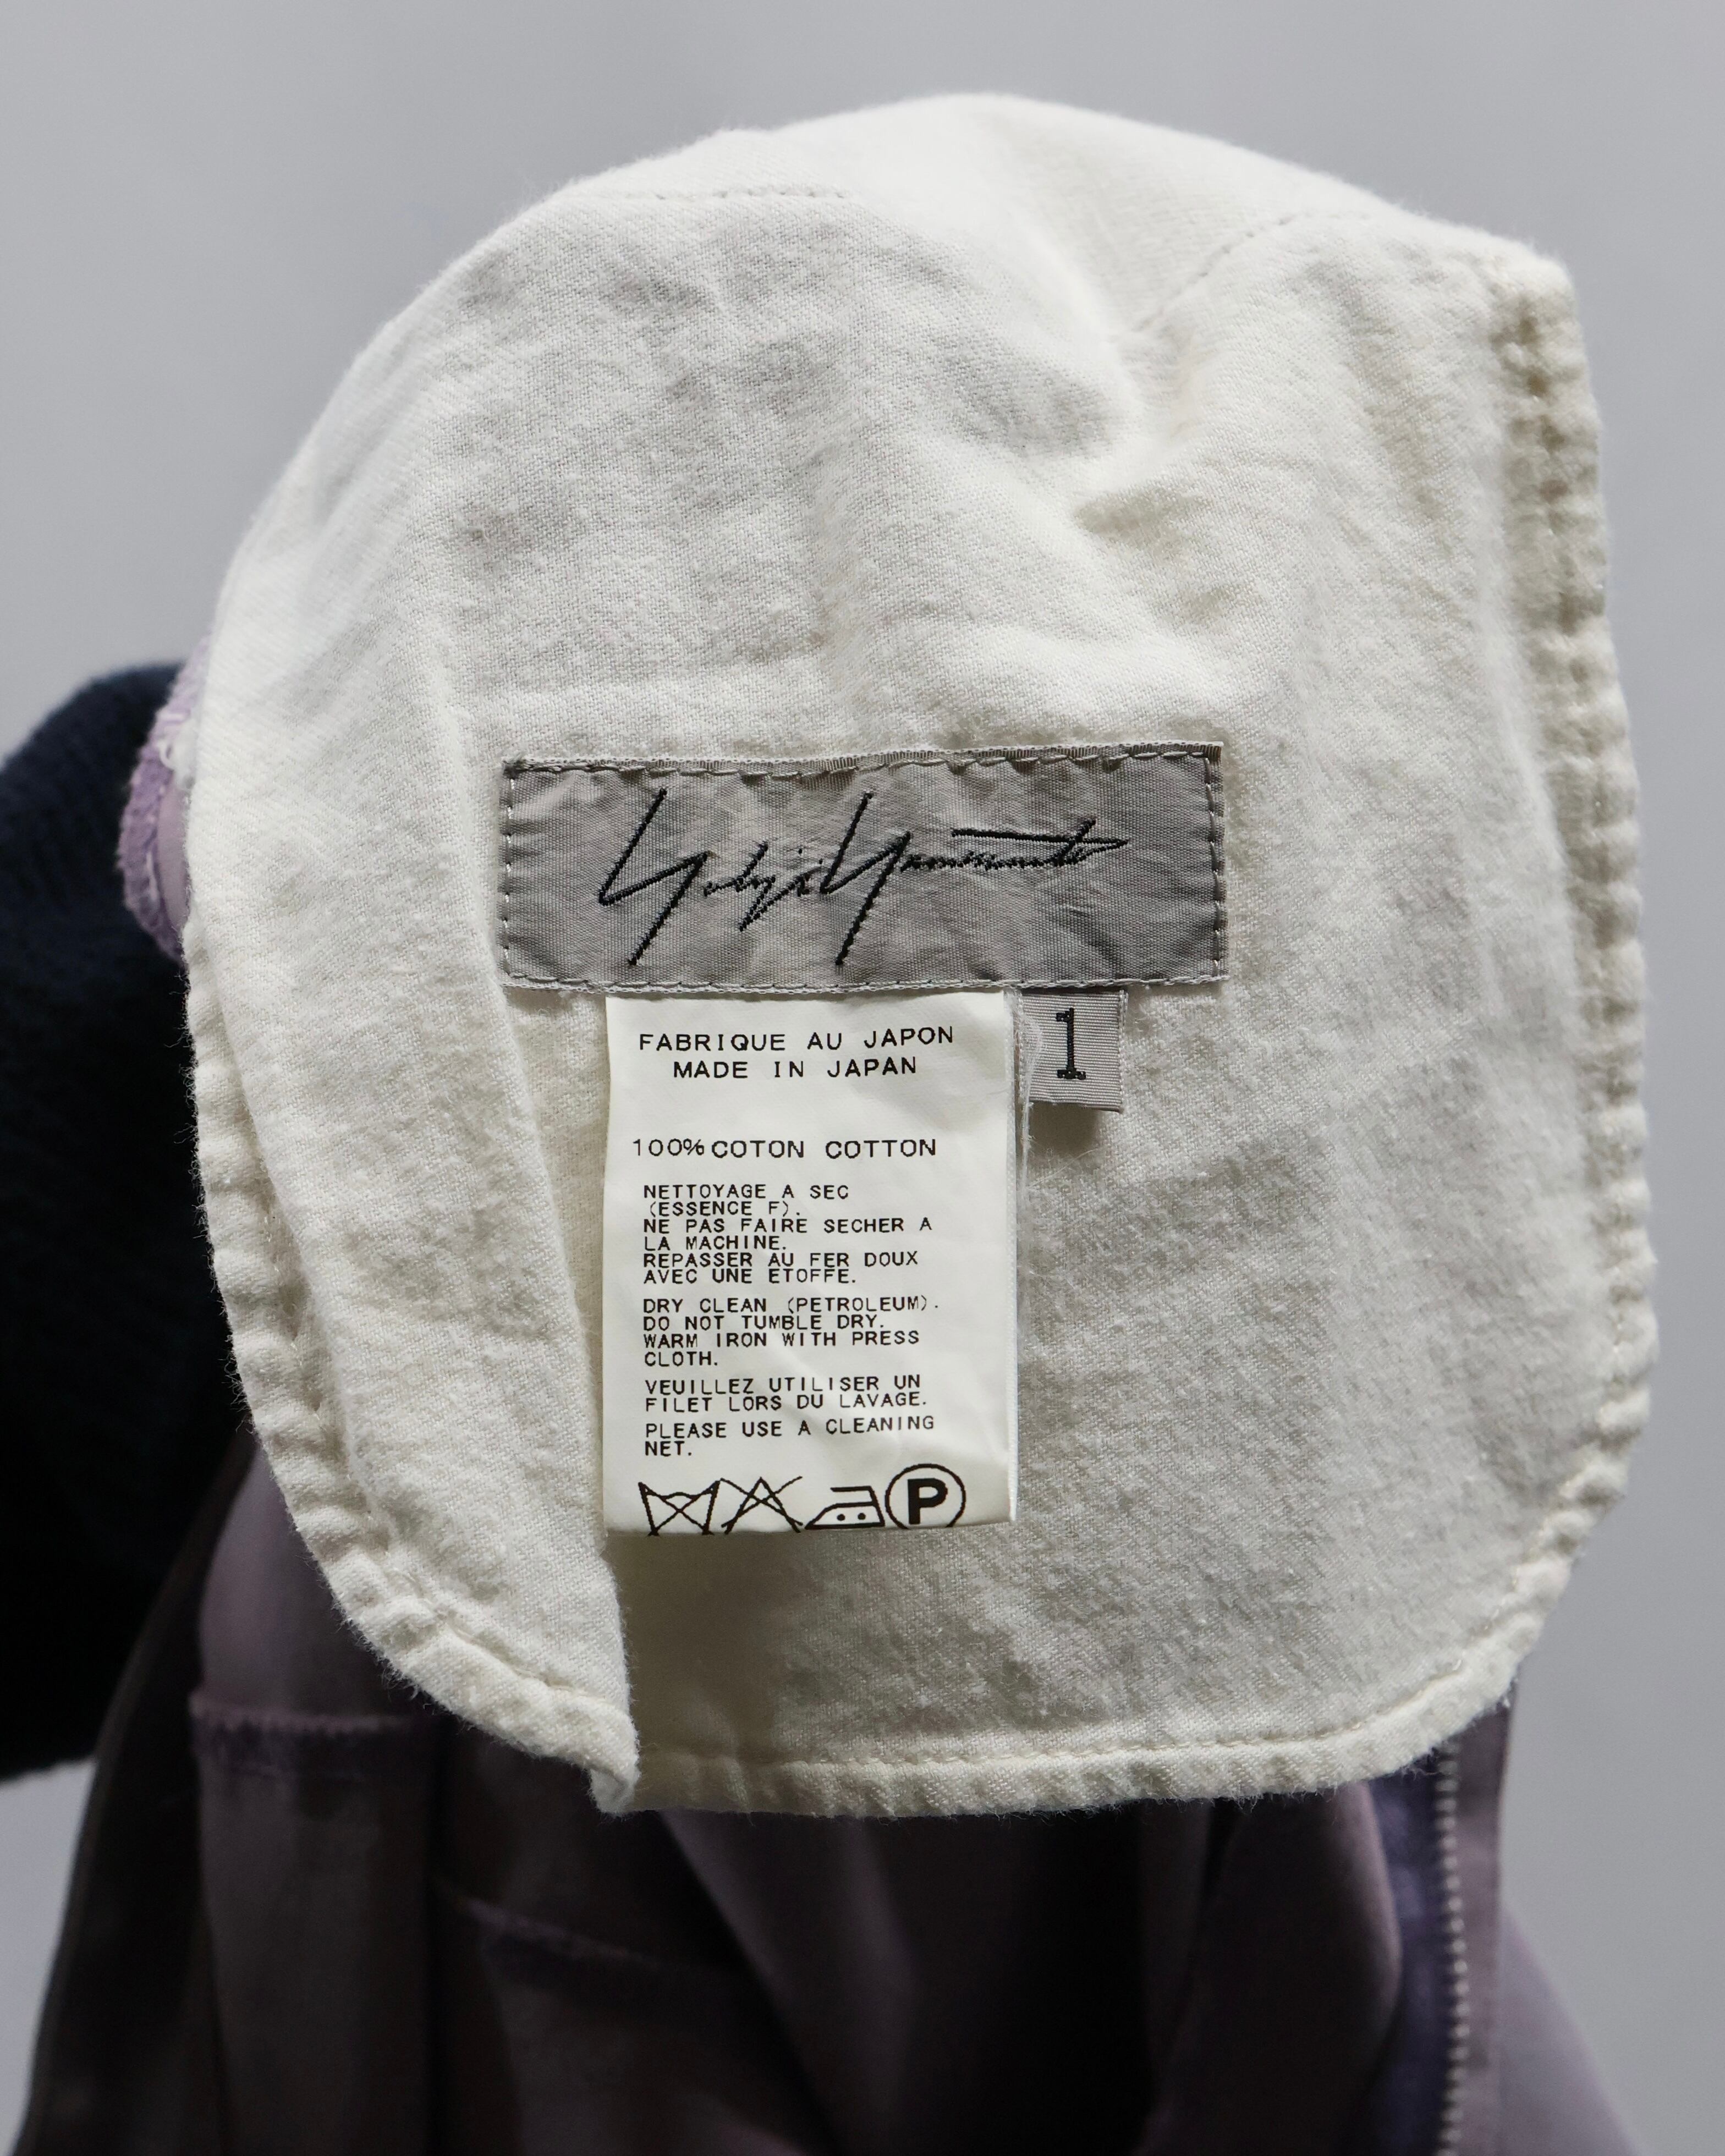 Yohji Yamamoto
1
FABRIQUE AU JAPON
MADE IN JAPAN
100% COTON COTTON
NETTOYAGE A SEC
(ESSENCE F).
NE PAS FAIRE SECHER A
LA MACHINE.
REPASSER AU FER DOUX
AVEC UNE ETOFFE.
DRY CLEAN (PETROLEUM).
DO NOT TUMBLE DRY.
WARM IRON WITH PRESS
CLOTH.
VEUILLEZ UTILISER UN
FILET LORS DU LAVAGE.
PLEASE USE A CLEANING
NET.
P